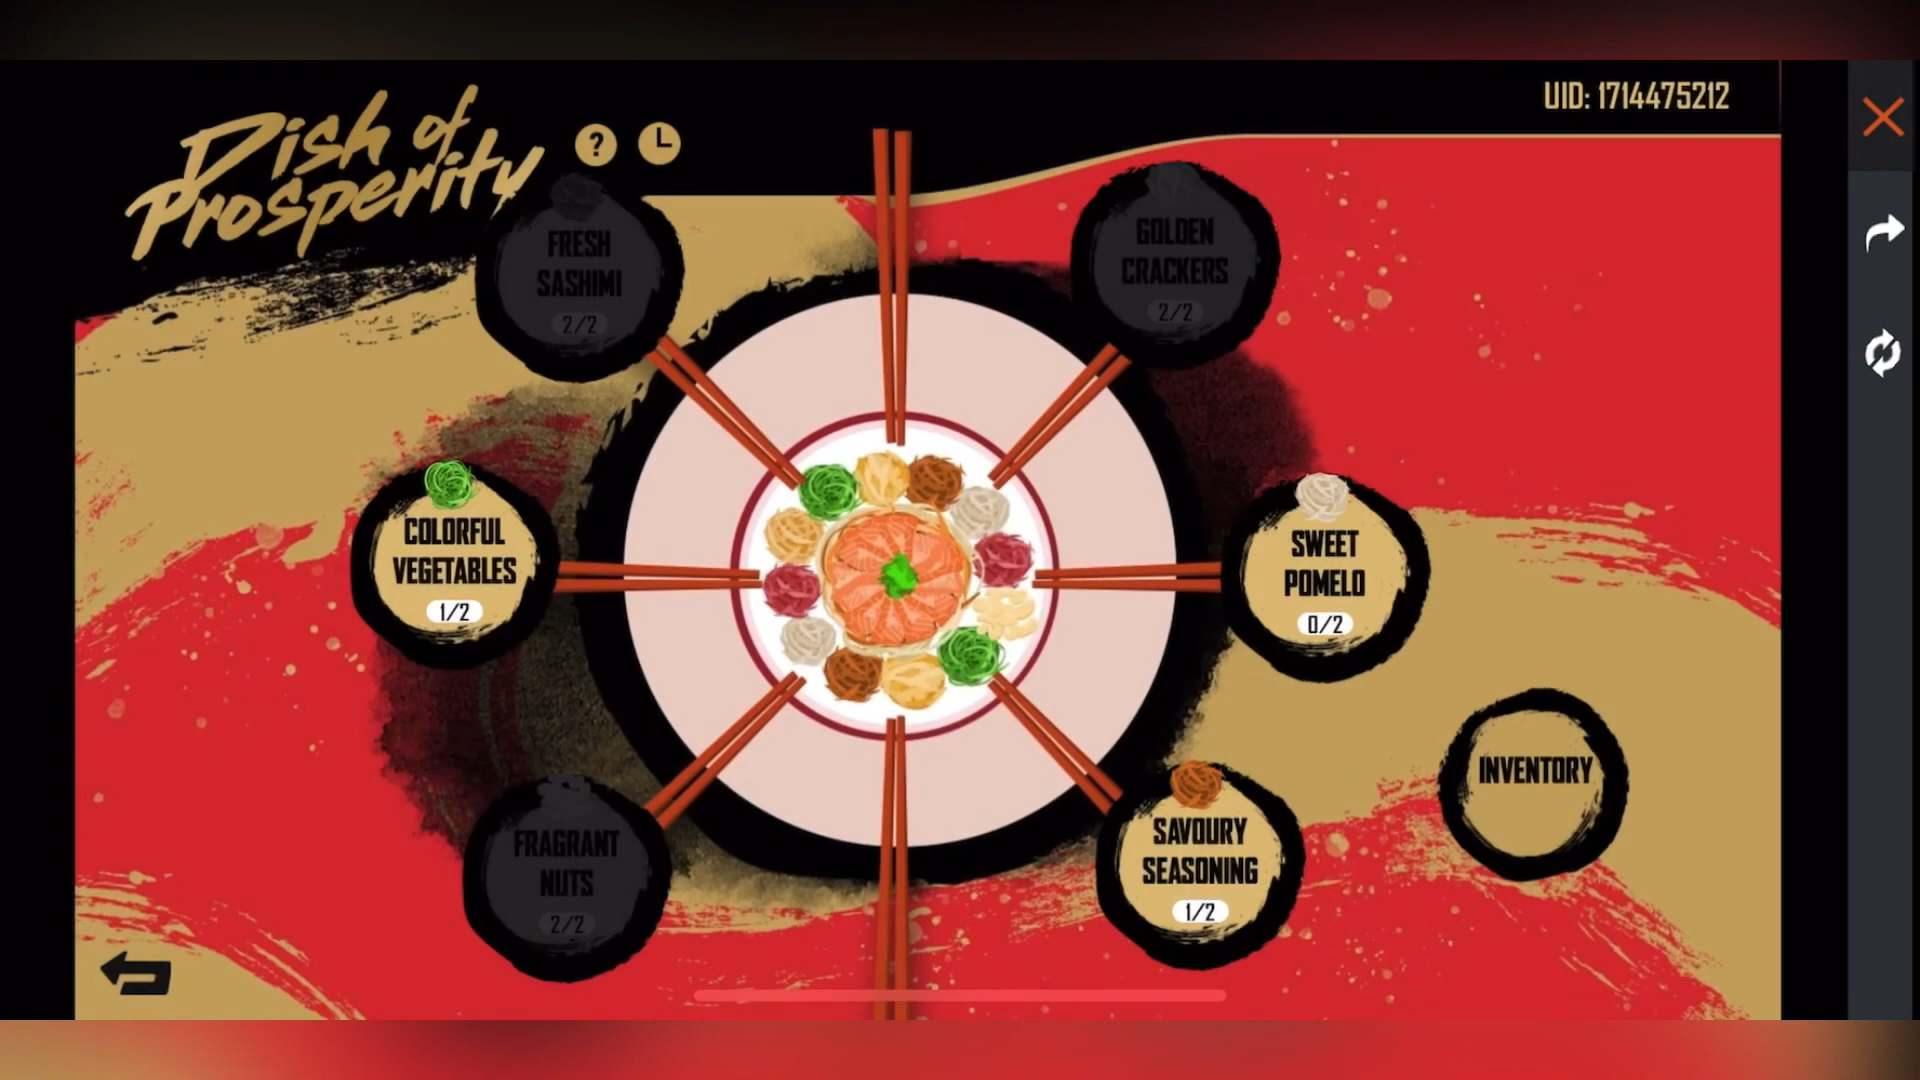 Dish of
Prosperity
?
UID: 1714475212
FRESH
SASHIMI
2/2
GOLDEN
CRACKERS
2/2
COLORFUL
VEGETABLES
1/2
SWEET
POMELO
0/2
INVENTORY
FRAGRANT
NUTS
2/2
SAVOURY
SEASONING
1/2